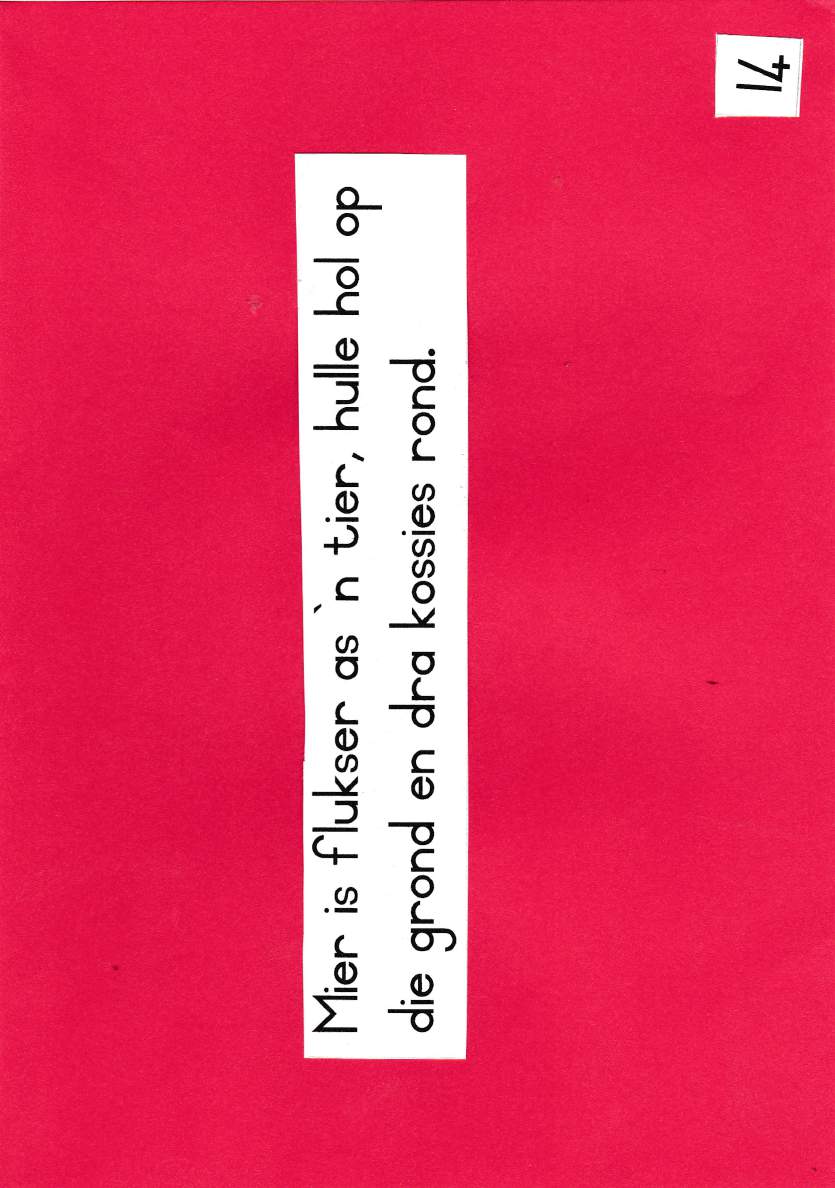 14
Mier is flukser as `n tier, hulle hol op
die grond en dra kossies rond.